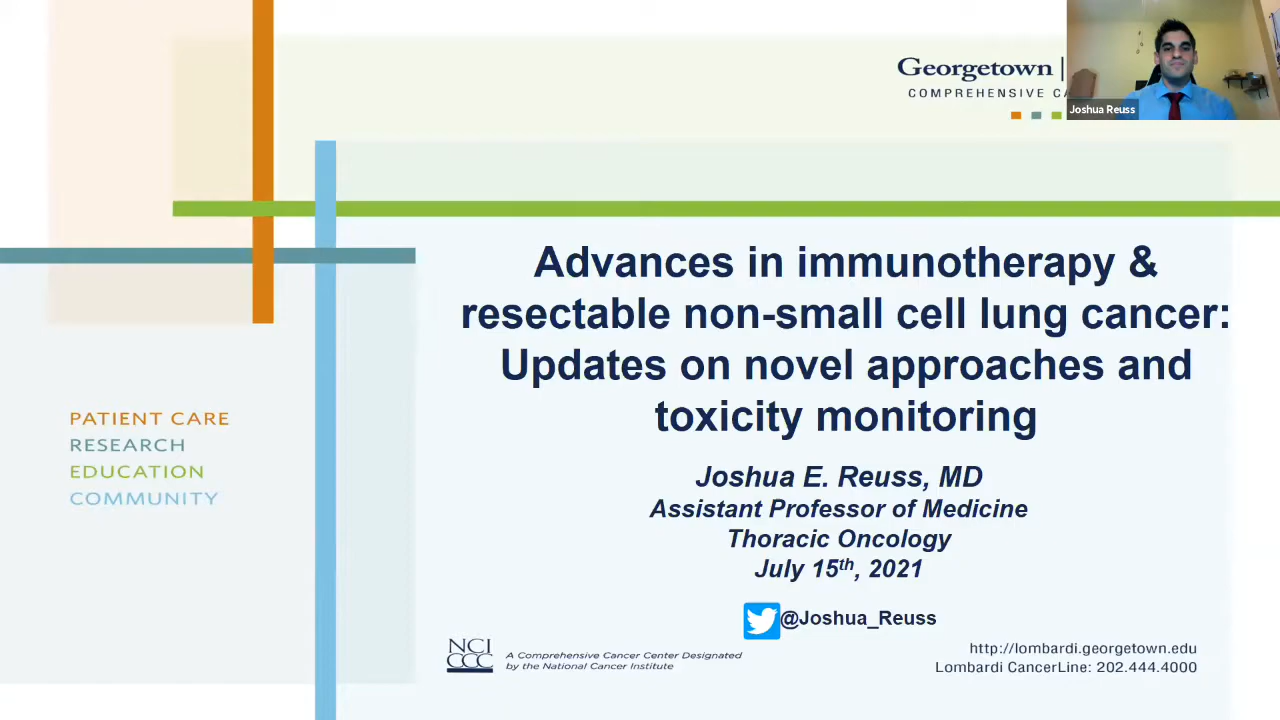 Georgetown |
COMPREHENSIVE CA
Joshua Reuss
Advances in immunotherapy &
resectable non-small cell lung cancer:
Updates on novel approaches and
toxicity monitoring
PATIENT CARE
RESEARCH
EDUCATION
COMMUNITY
Joshua E. Reuss, MD
Assistant Professor of Medicine
Thoracic Oncology
July 15th, 2021
@Joshua_Reuss
NCI
CCC
A Comprehensive Cancer Center Designated
by the National Cancer Institute
http://lombardi.georgetown.edu
Lombardi CancerLine: 202.444.4000